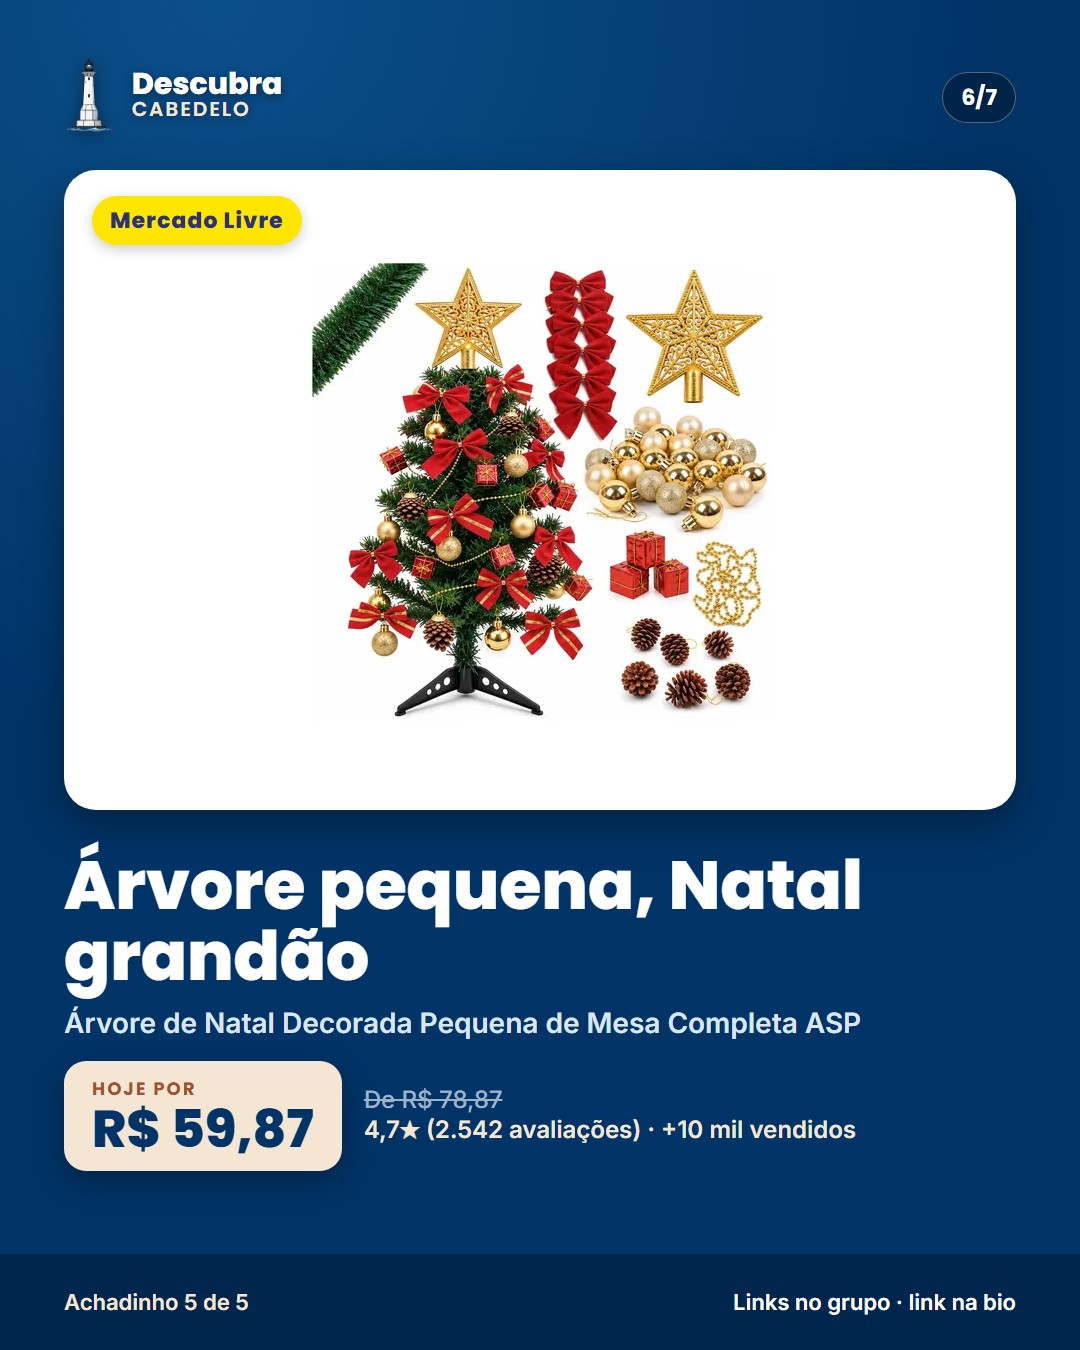 Descubra
CABEDELO
6/7
Mercado Livre
Árvore pequena, Natal
grandão
Árvore de Natal Decorada Pequena de Mesa Completa ASP
HOJE POR
R$ 59,87
De R$ 78,87
4,7★ (2.542 avaliações) · +10 mil vendidos
Achadinho 5 de 5
Links no grupo · link na bio